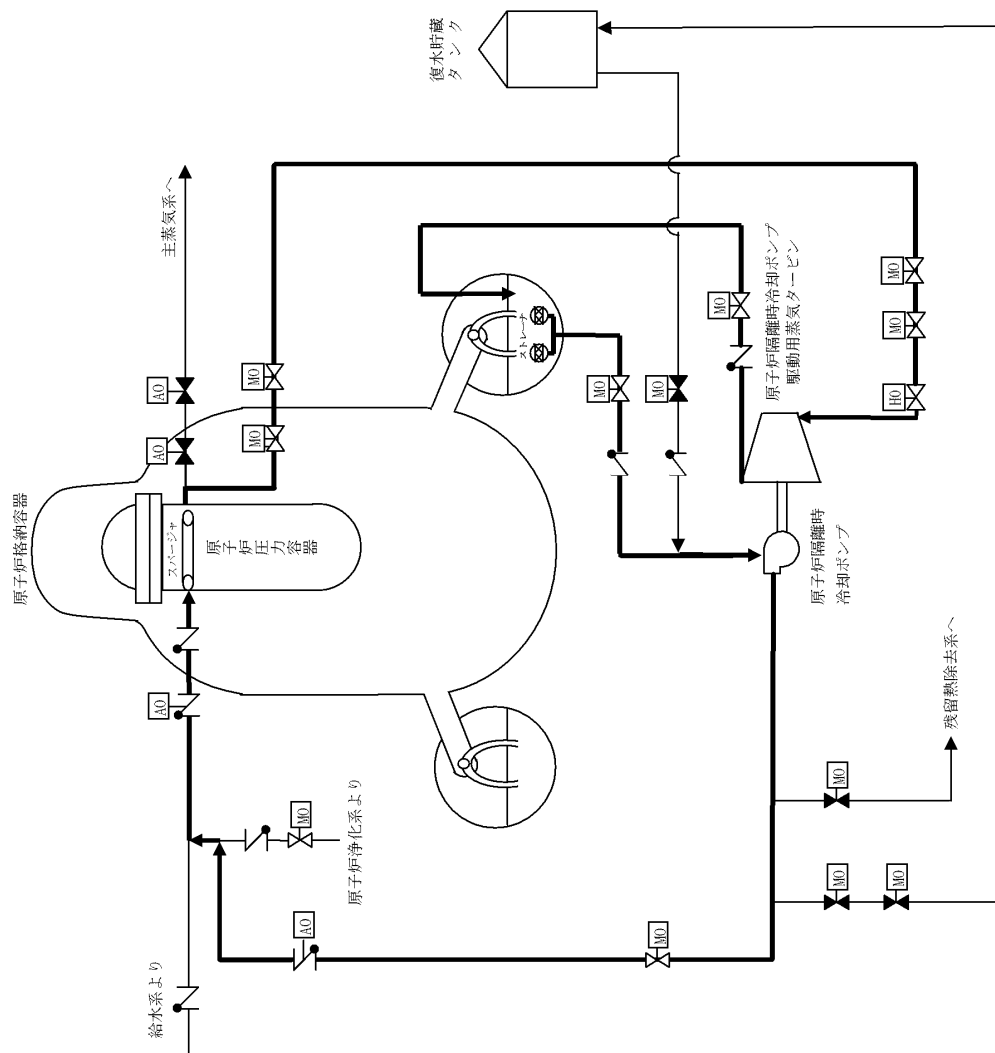 復水貯蔵
タンク
主蒸気系へ
AO
AO
MO
MO
原子炉格納容器
スパージャ
原子炉圧力容器
ストレーナ
MO
MO
MO
原子炉隔離時冷却ポンプ
駆動用蒸気タービン
MO
MO
HO
原子炉隔離時
冷却ポンプ
AO
MO
原子炉浄化系より
給水系より
AO
MO
残留熱除去系へ
MO
MO
MO